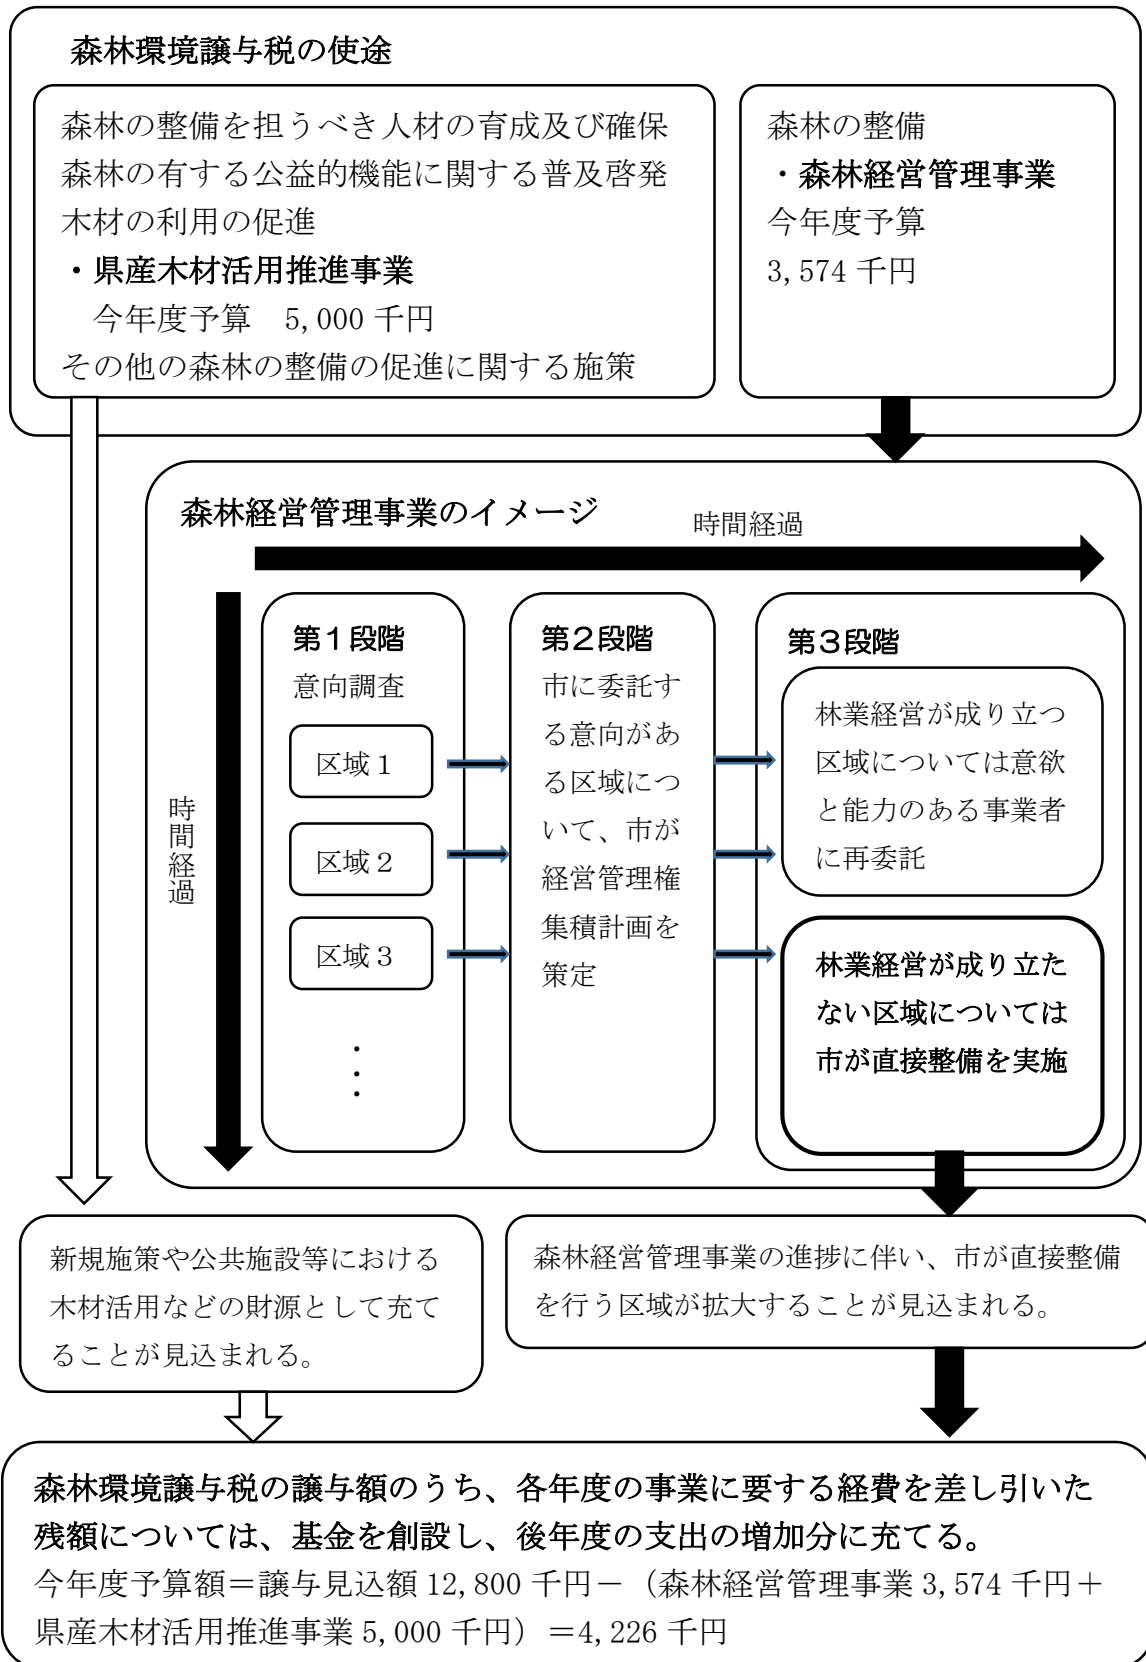 森林環境譲与税の使途
森林の整備を担うべき人材の育成及び確保
森林の有する公益的機能に関する普及啓発
木材の利用の促進
・県産木材活用推進事業
今年度予算　5,000 千円
その他の森林の整備の促進に関する施策
森林の整備
・森林経営管理事業
今年度予算
3,574 千円
森林経営管理事業のイメージ
時間経過
時間経過
第１段階
意向調査
区域１
区域２
区域３
・
・
・
第２段階
市に委託す
る意向があ
る区域につ
いて、市が
経営管理権
集積計画を
策定
第３段階
林業経営が成り立つ
区域については意欲
と能力のある事業者
に再委託
林業経営が成り立た
ない区域については
市が直接整備を実施
新規施策や公共施設等における
木材活用などの財源として充て
ることが見込まれる。
森林経営管理事業の進捗に伴い、市が直接整備
を行う区域が拡大することが見込まれる。
森林環境譲与税の譲与額のうち、各年度の事業に要する経費を差し引いた
残額については、基金を創設し、後年度の支出の増加分に充てる。
今年度予算額＝譲与見込額 12,800 千円－（森林経営管理事業 3,574 千円＋
県産木材活用推進事業 5,000 千円）＝4,226 千円